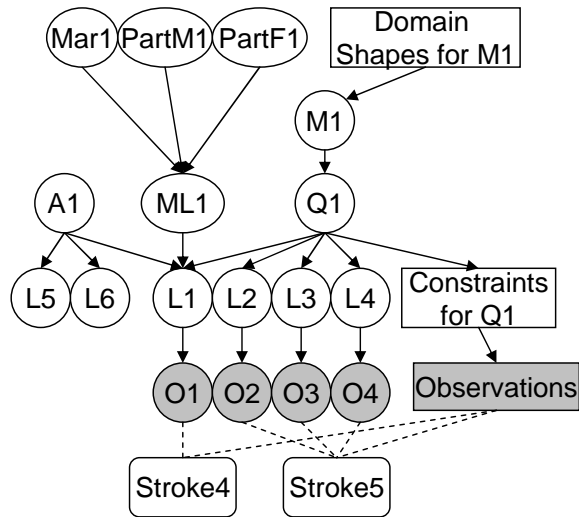 Mar1 PartM1 PartF1
Domain
Shapes for M1
M1
A1 ML1 Q1
L5 L6 L1 L2 L3 L4
Constraints
for Q1
O1 O2 O3 O4 Observations
Stroke4 Stroke5